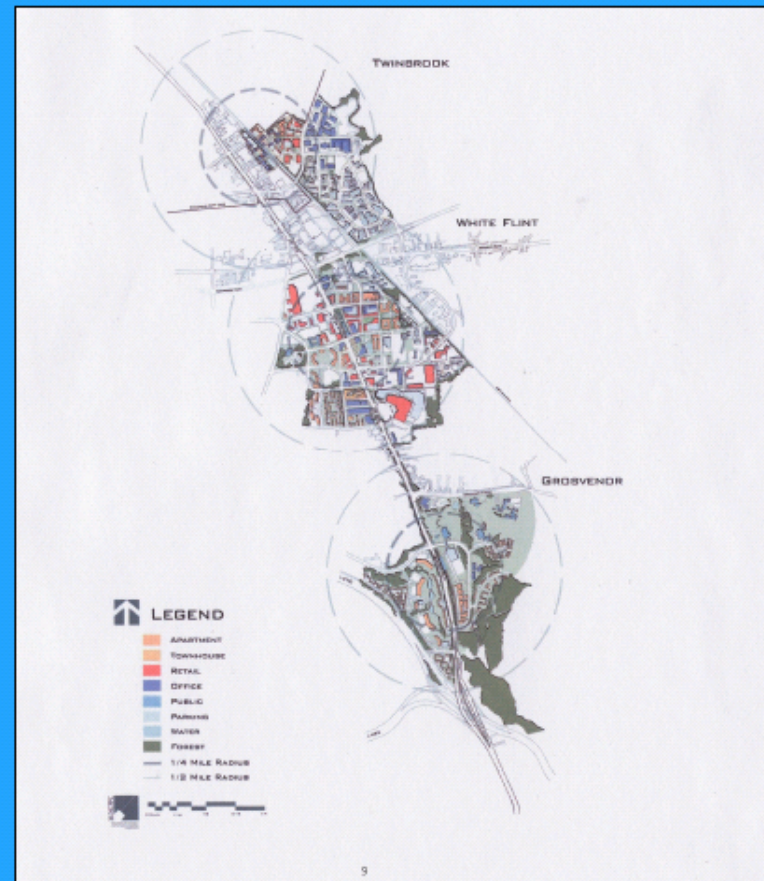 TWINBROOK
WHITE FLINT
GROSVENOR
LEGEND
APARTMENT
TOWNHOUSE
RETAIL
OFFICE
PUBLIC
PARKING
WATER
FOREST
1/4 MILE RADIUS
1/2 MILE RADIUS
9